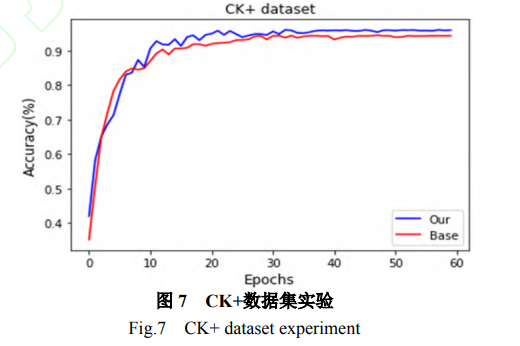 CK+ dataset
Accuracy(%)
0.9
0.8
0.7
0.6
0.5
0.4
0 10 20 30 40 50 60
Our
Base
Epochs
图 7 CK+数据集实验
Fig.7 CK+ dataset experiment